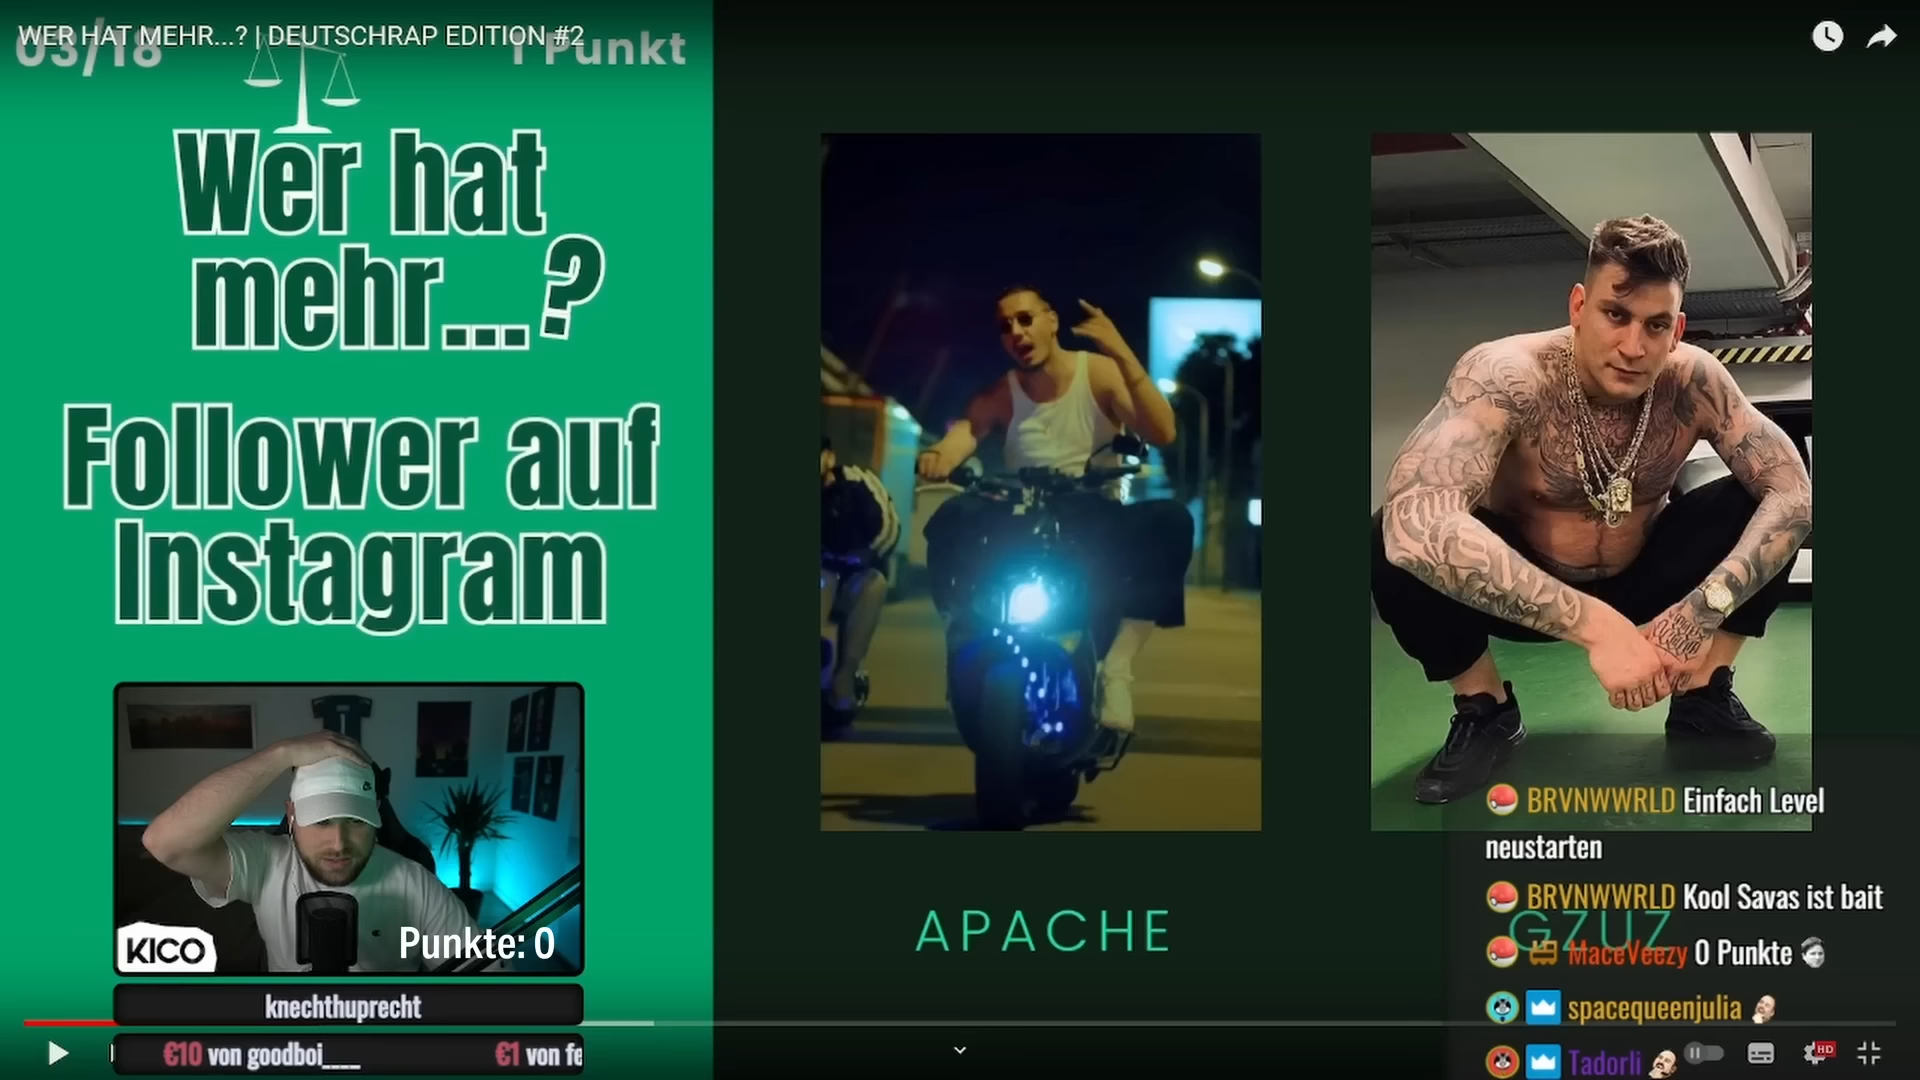 WER HAT MEHR...? | DEUTSCHRAP EDITION #2
03/18
1 Punkt
Wer hat
mehr...?
Follower auf
Instagram
KICO
Punkte: 0
knechthuprecht
€10 von goodboi____
€1 von fe
APACHE
GZUZ
BRVNWWRLD Einfach Level
neustarten
BRVNWWRLD Kool Savas ist bait
MaceVeezy 0 Punkte
spacequeenjulia
Tadorli
HD